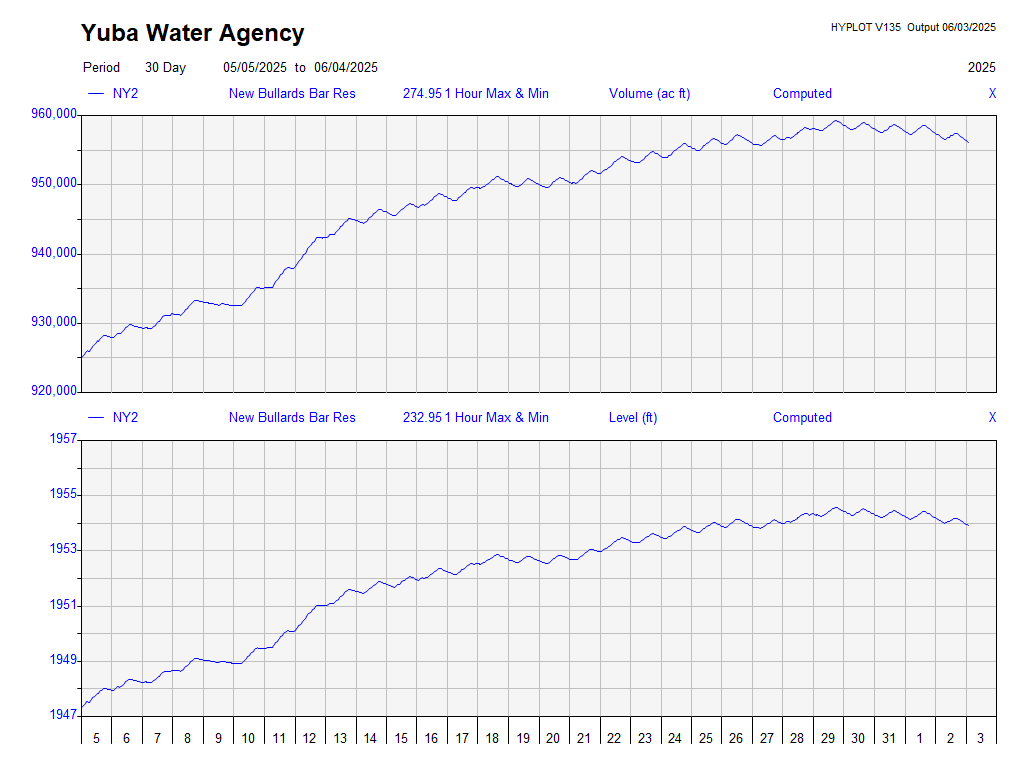 Yuba Water Agency
HYPLOT V135 Output 06/03/2025
Period 30 Day 05/05/2025 to 06/04/2025 2025
NY2 New Bullards Bar Res 274.95 1 Hour Max & Min Volume (ac ft) Computed X
960,000
950,000
940,000
930,000
920,000
NY2 New Bullards Bar Res 232.95 1 Hour Max & Min Level (ft) Computed X
1957
1955
1953
1951
1949
1947
5 6 7 8 9 10 11 12 13 14 15 16 17 18 19 20 21 22 23 24 25 26 27 28 29 30 31 1 2 3